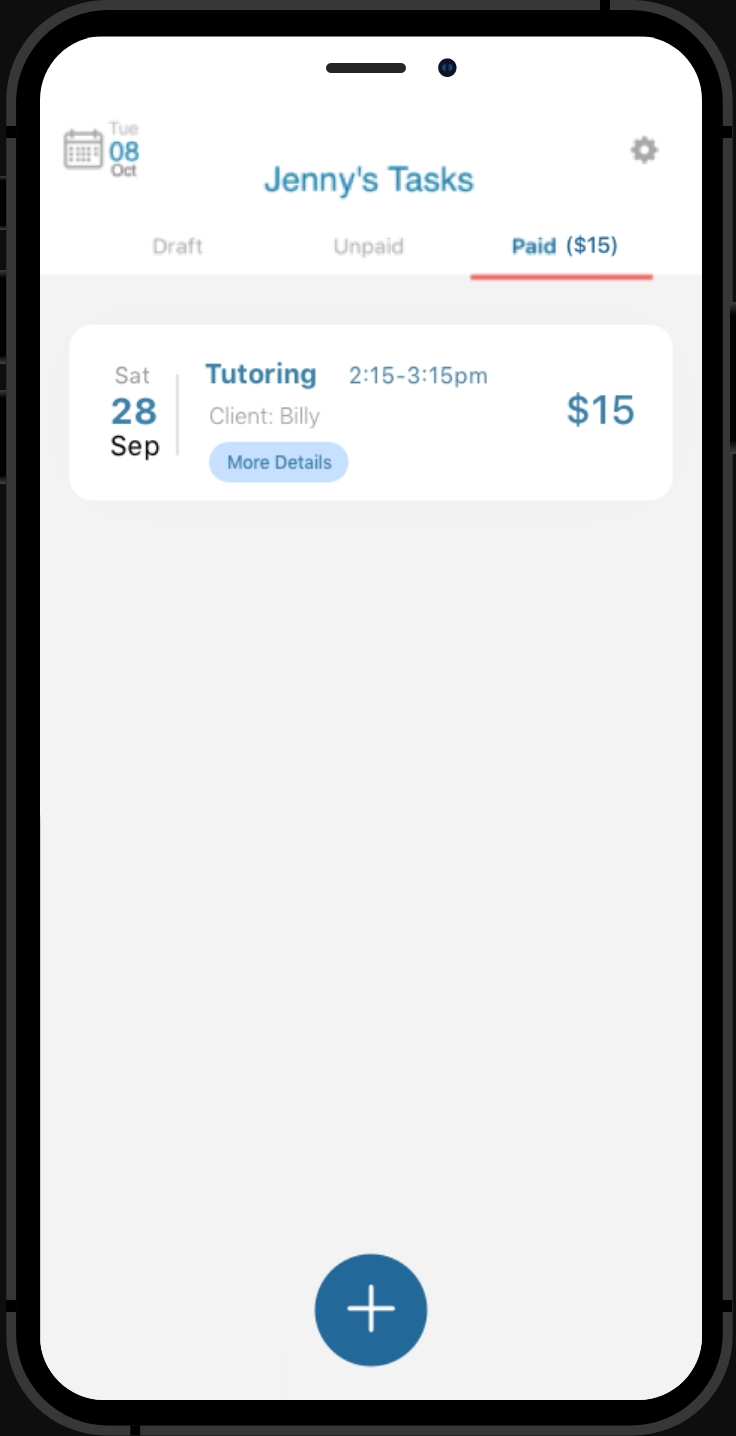 Tue
08
Oct
Jenny's Tasks
Draft Unpaid Paid ($15)
Sat
28
Sep
Tutoring 2:15-3:15pm
Client: Billy
More Details
$15